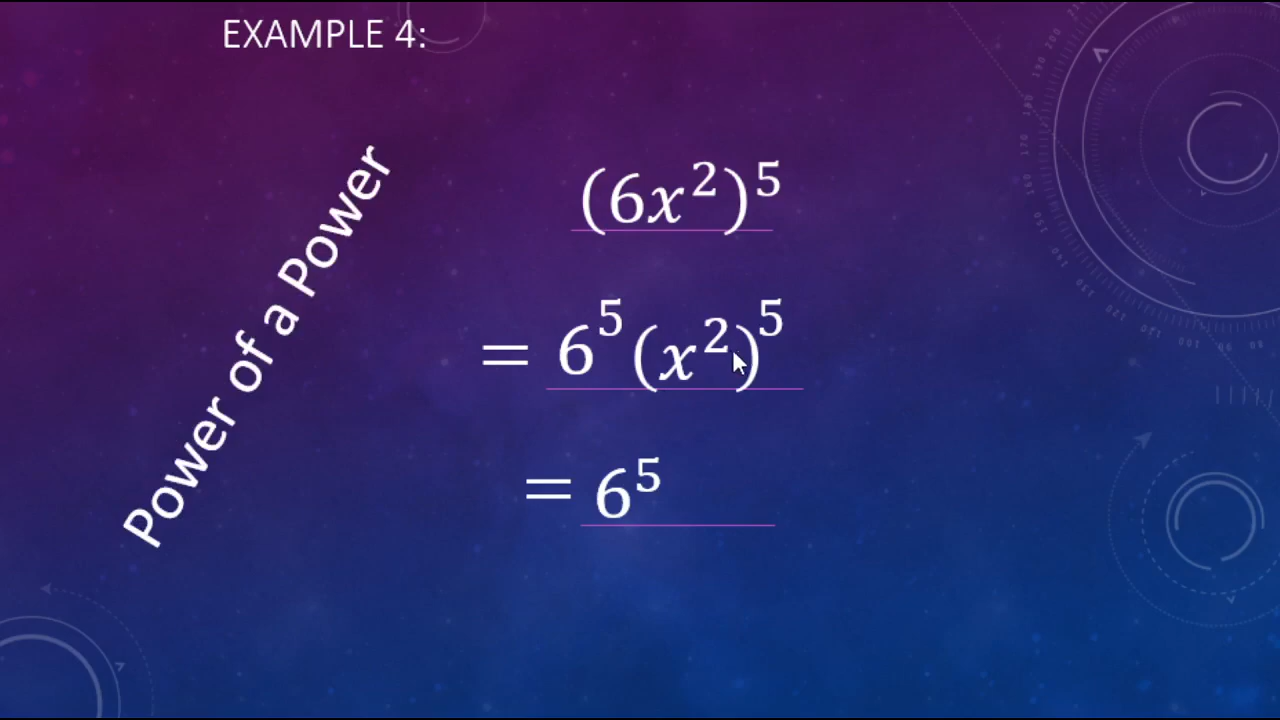 EXAMPLE 4:
Power of a Power
(6x²)⁵
= 6⁵(x²)⁵
= 6⁵